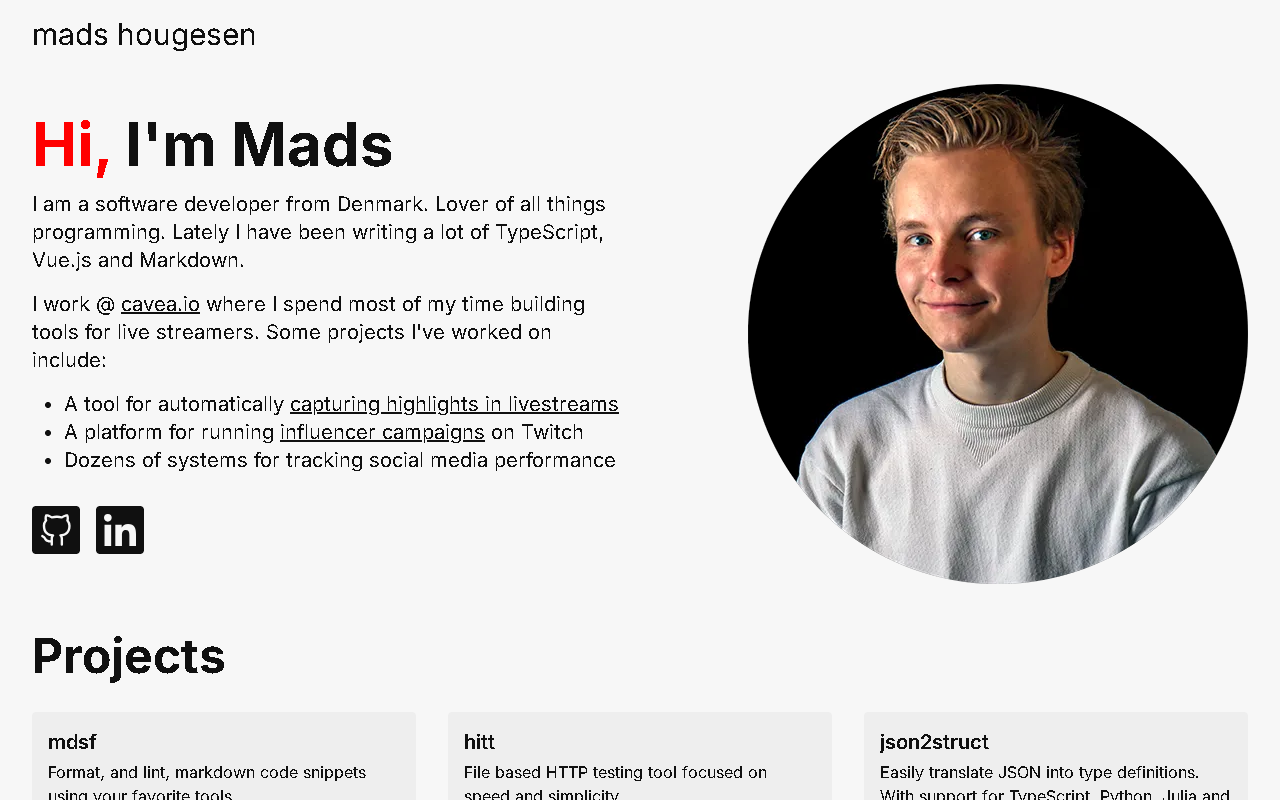 mads hougesen
Hi, I'm Mads
I am a software developer from Denmark. Lover of all things
programming. Lately I have been writing a lot of TypeScript,
Vue.js and Markdown.
I work @ cavea.io where I spend most of my time building
tools for live streamers. Some projects I've worked on
include:
• A tool for automatically capturing highlights in livestreams
• A platform for running influencer campaigns on Twitch
• Dozens of systems for tracking social media performance
in
Projects
mdsf
Format, and lint, markdown code snippets
using your favorite tools
hitt
File based HTTP testing tool focused on
speed and simplicity
json2struct
Easily translate JSON into type definitions.
With support for TypeScript, Python, Julia and